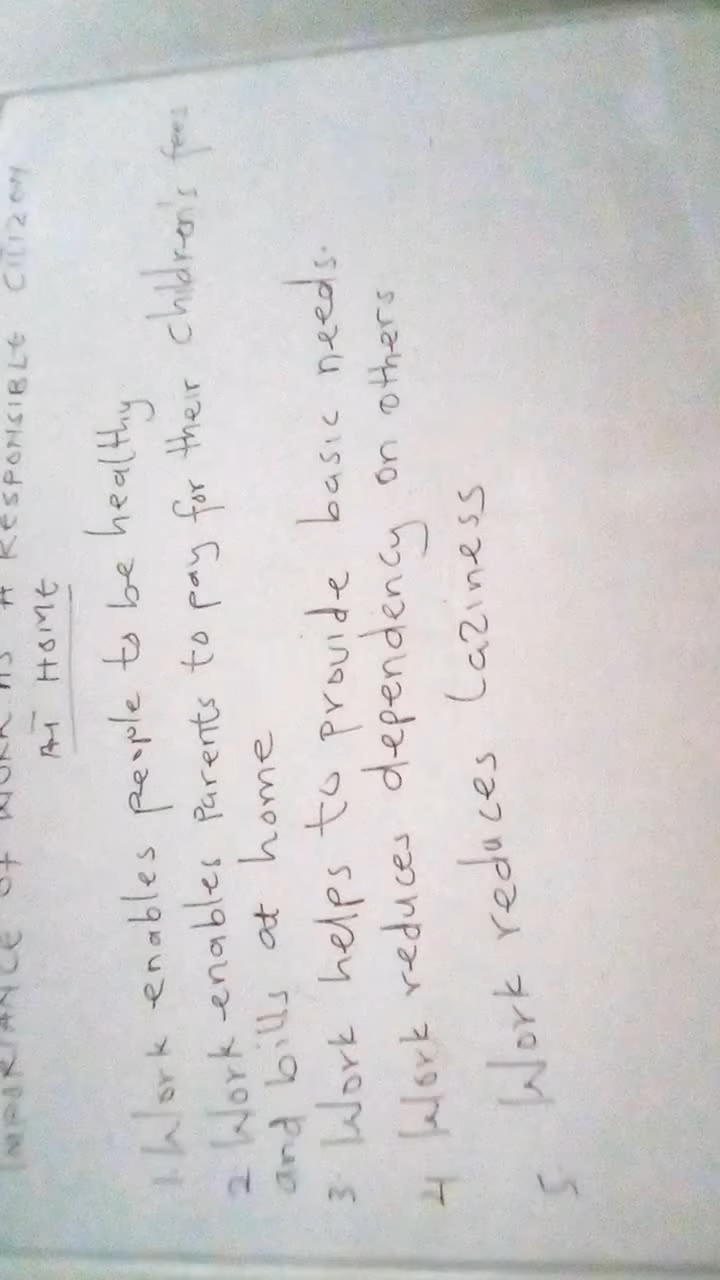 IMPORTANCE OF WORK AS A RESPONSIBLE CITIZEN
AT HOME
1. Work enables people to be healthy
2 Work enables Parents to pay for their children's fees
and bills at home
3 Work helps to provide basic needs.
4 Work reduces dependency on others
5 Work reduces Laziness